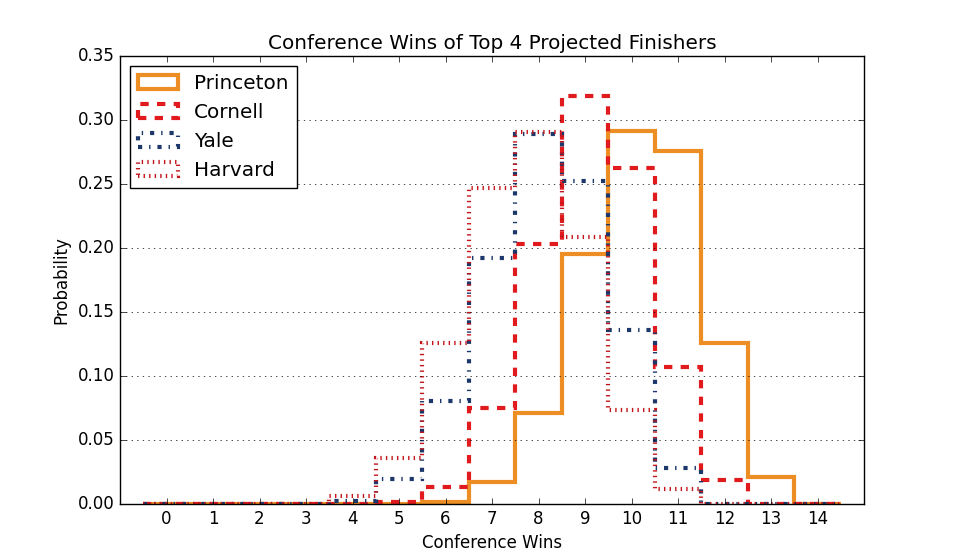 Conference Wins of Top 4 Projected Finishers
0.35
0.30
0.25
0.20
0.15
0.10
0.05
0.00
Probability
Princeton
Cornell
Yale
Harvard
0 1 2 3 4 5 6 7 8 9 10 11 12 13 14
Conference Wins